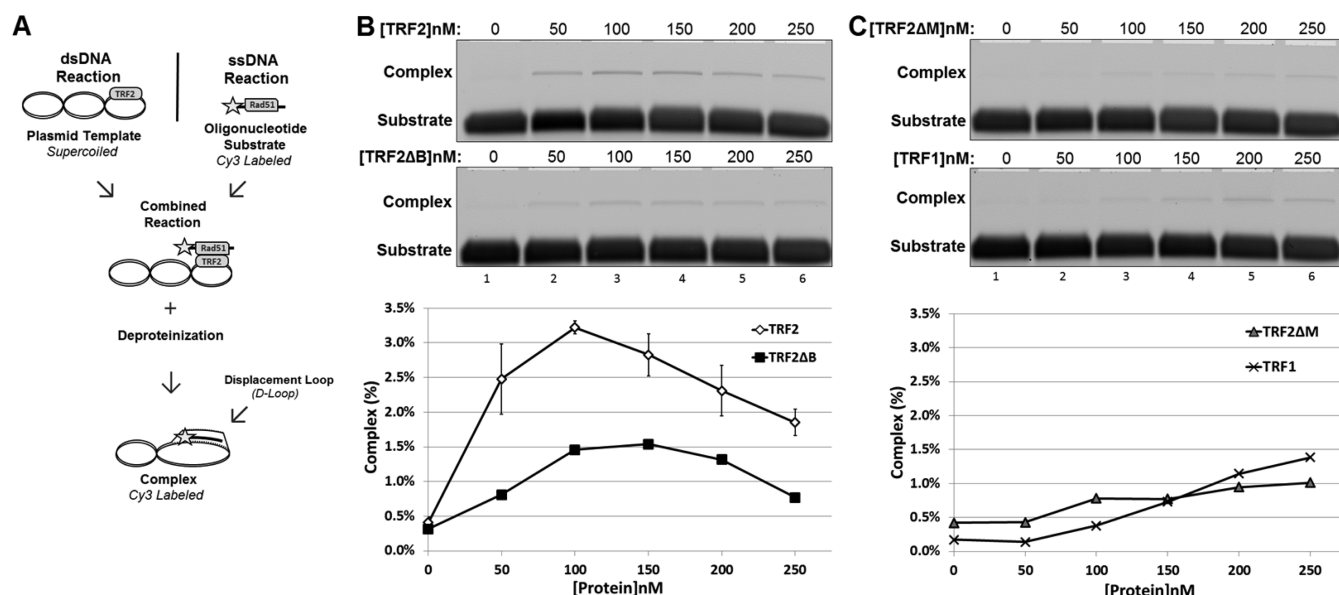 A
dsDNA
Reaction
TRF2
Plasmid Template
Supercoiled
ssDNA
Reaction
Rad51
Oligonucleotide
Substrate
Cy3 Labeled
Combined
Reaction
Rad51
TRF2
+
Deproteinization
Displacement Loop
(D-Loop)
Complex
Cy3 Labeled
B
[TRF2]nM: 0 50 100 150 200 250
Complex
Substrate
[TRF2ΔB]nM: 0 50 100 150 200 250
Complex
Substrate
1 2 3 4 5 6
3.5%
3.0%
2.5%
2.0%
1.5%
1.0%
0.5%
0.0%
Complex (%)
TRF2
TRF2ΔB
0 50 100 150 200 250
[Protein]nM
C
[TRF2ΔM]nM: 0 50 100 150 200 250
Complex
Substrate
[TRF1]nM: 0 50 100 150 200 250
Complex
Substrate
1 2 3 4 5 6
3.5%
3.0%
2.5%
2.0%
1.5%
1.0%
0.5%
0.0%
Complex (%)
TRF2ΔM
TRF1
0 50 100 150 200 250
[Protein]nM